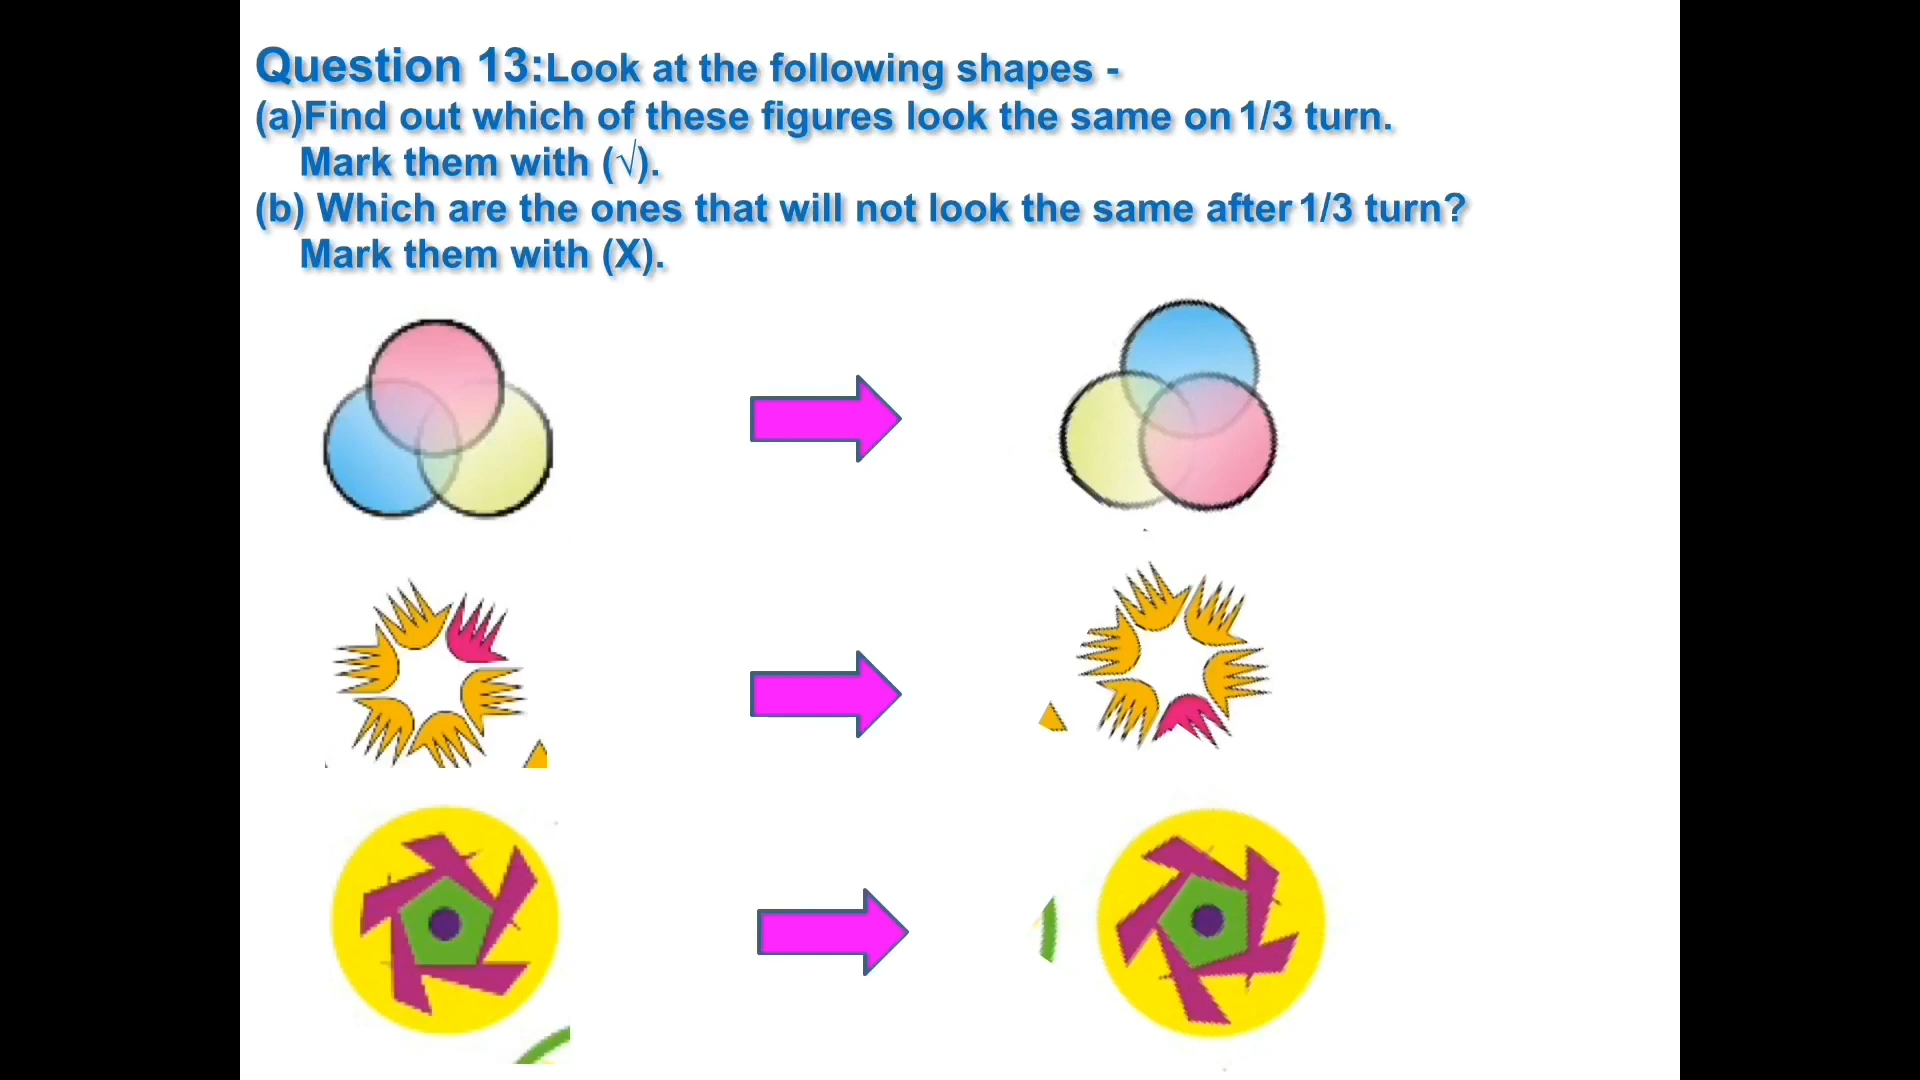 Question 13:Look at the following shapes -
(a)Find out which of these figures look the same on 1/3 turn.
Mark them with (√).
(b) Which are the ones that will not look the same after 1/3 turn?
Mark them with (X).